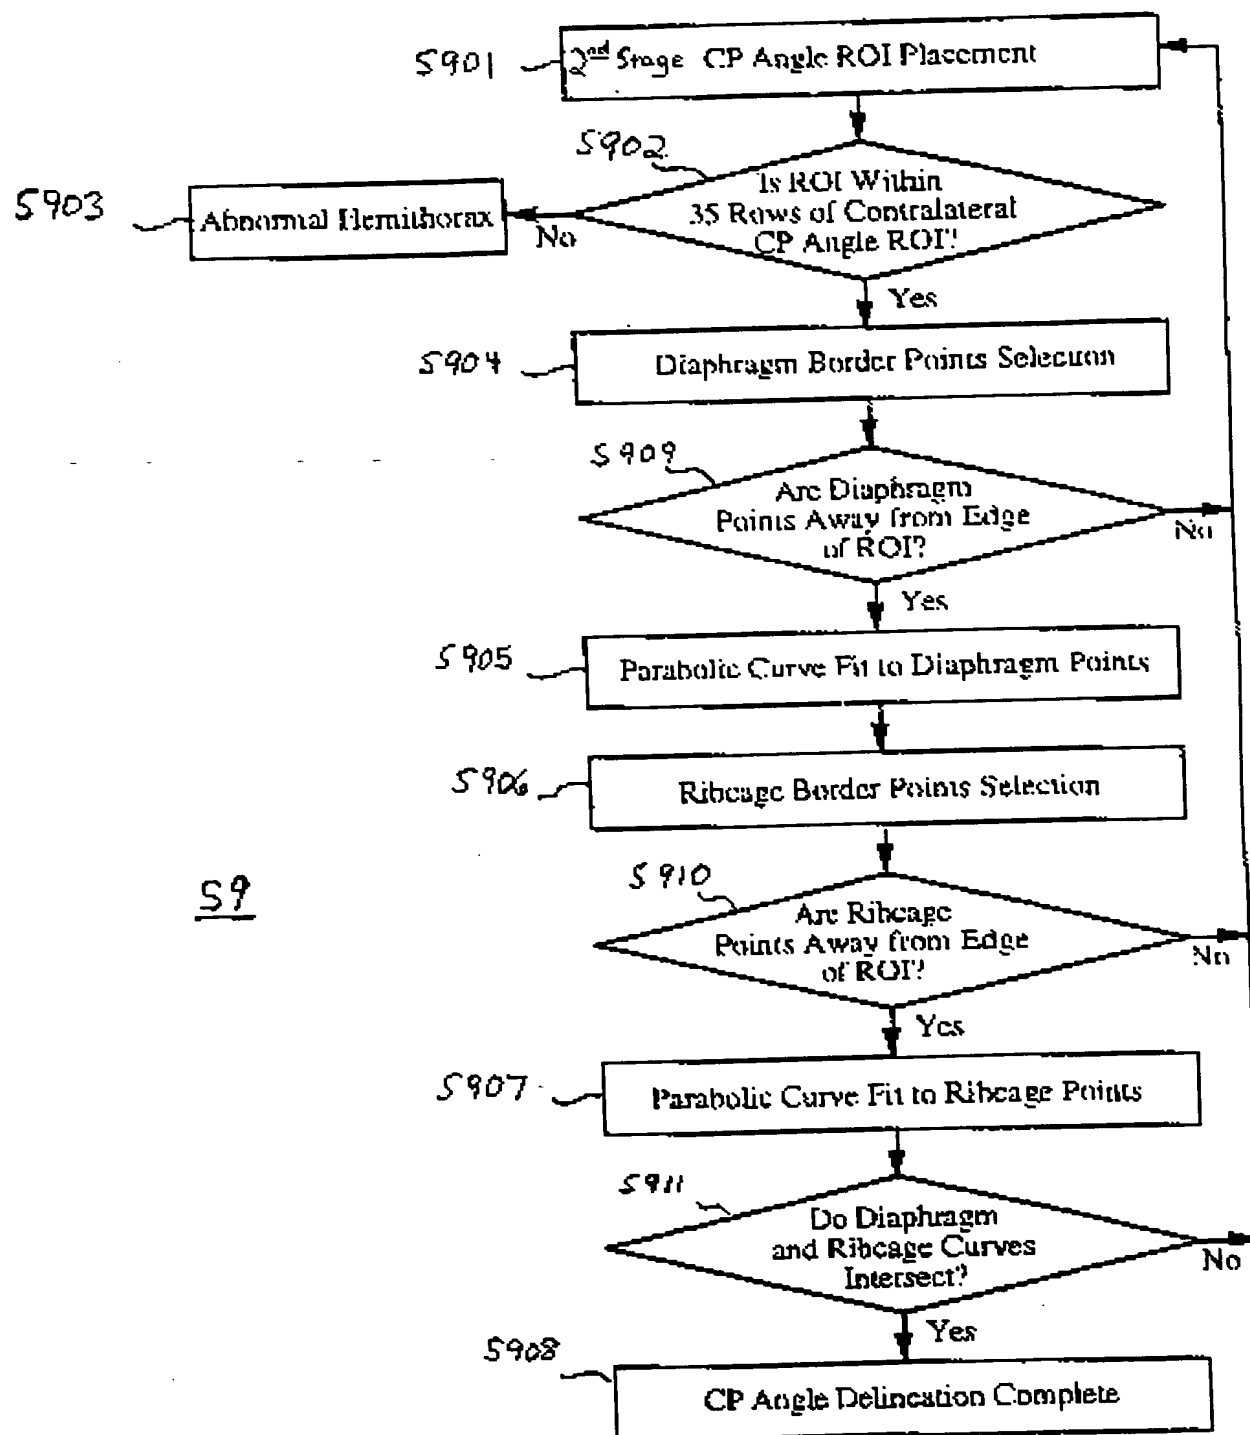 S901
2nd Stage CP Angle ROI Placement
S902
Is ROI Within
35 Rows of Contralateral
CP Angle ROI?
S903
Abnormal Hemithorax
No
Yes
S904
Diaphragm Border Points Selection
S909
Are Diaphragm
Points Away from Edge
of ROI?
No
Yes
S905
Parabolic Curve Fit to Diaphragm Points
S906
Ribcage Border Points Selection
S9
S910
Are Ribcage
Points Away from Edge
of ROI?
No
Yes
S907
Parabolic Curve Fit to Ribcage Points
S911
Do Diaphragm
and Ribcage Curves
Intersect?
No
Yes
S908
CP Angle Delineation Complete